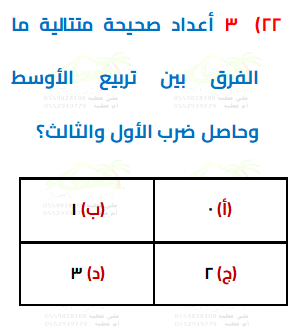 ٢٢) ٣ أعداد صحيحة متتالية ما
الفرق بين تربيع الأوسط
وحاصل ضرب الأول والثالث؟
(أ) ٠
(ب) ١
(ج) ٢
(د) ٣